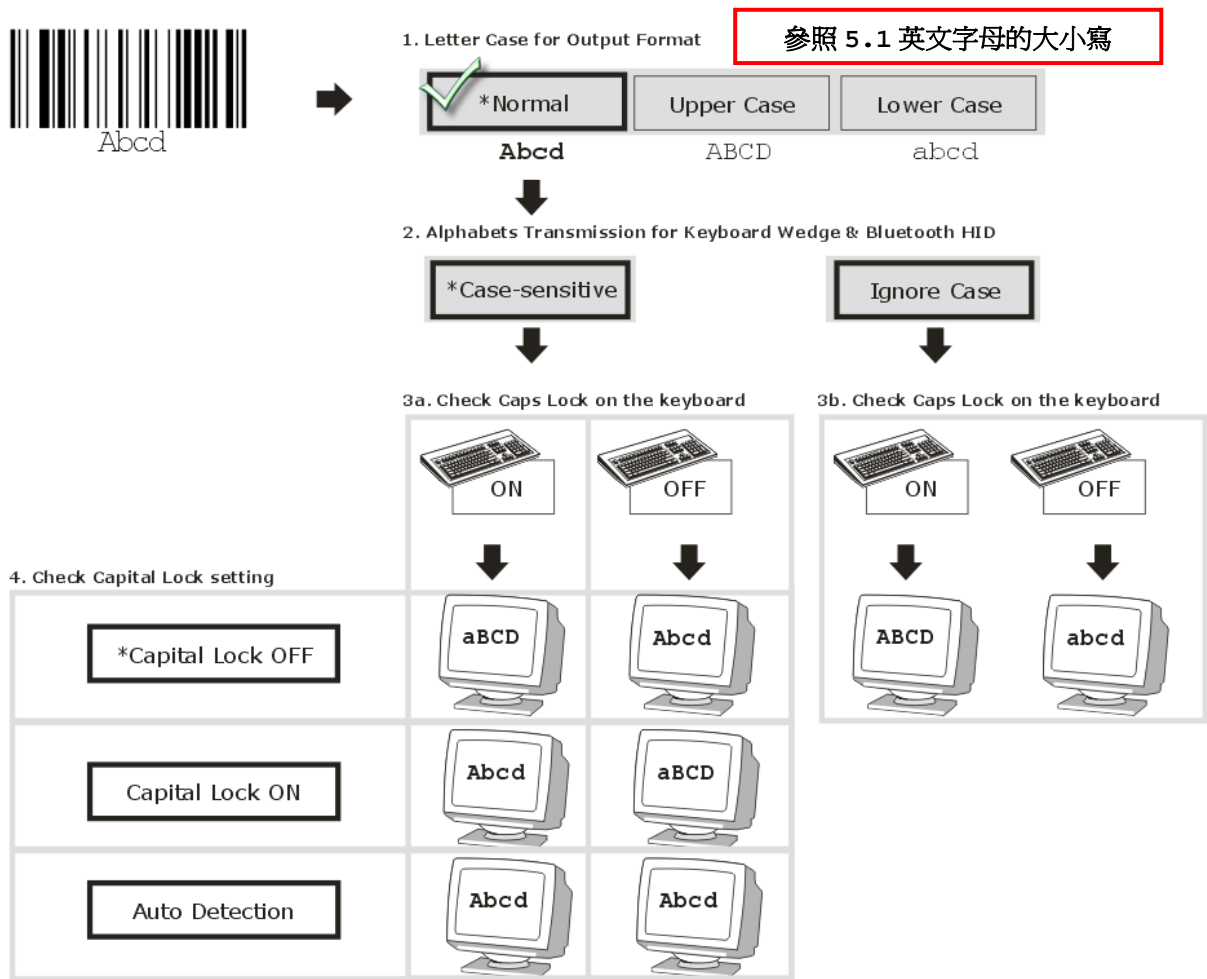 1. Letter Case for Output Format
參照 5.1 英文字母的大小寫
Abcd
*Normal Upper Case Lower Case
Abcd ABCD abcd
2. Alphabets Transmission for Keyboard Wedge & Bluetooth HID
*Case-sensitive Ignore Case
3a. Check Caps Lock on the keyboard
3b. Check Caps Lock on the keyboard
ON OFF ON OFF
4. Check Capital Lock setting
*Capital Lock OFF aBCD Abcd ABCD abcd
Capital Lock ON Abcd aBCD
Auto Detection Abcd Abcd